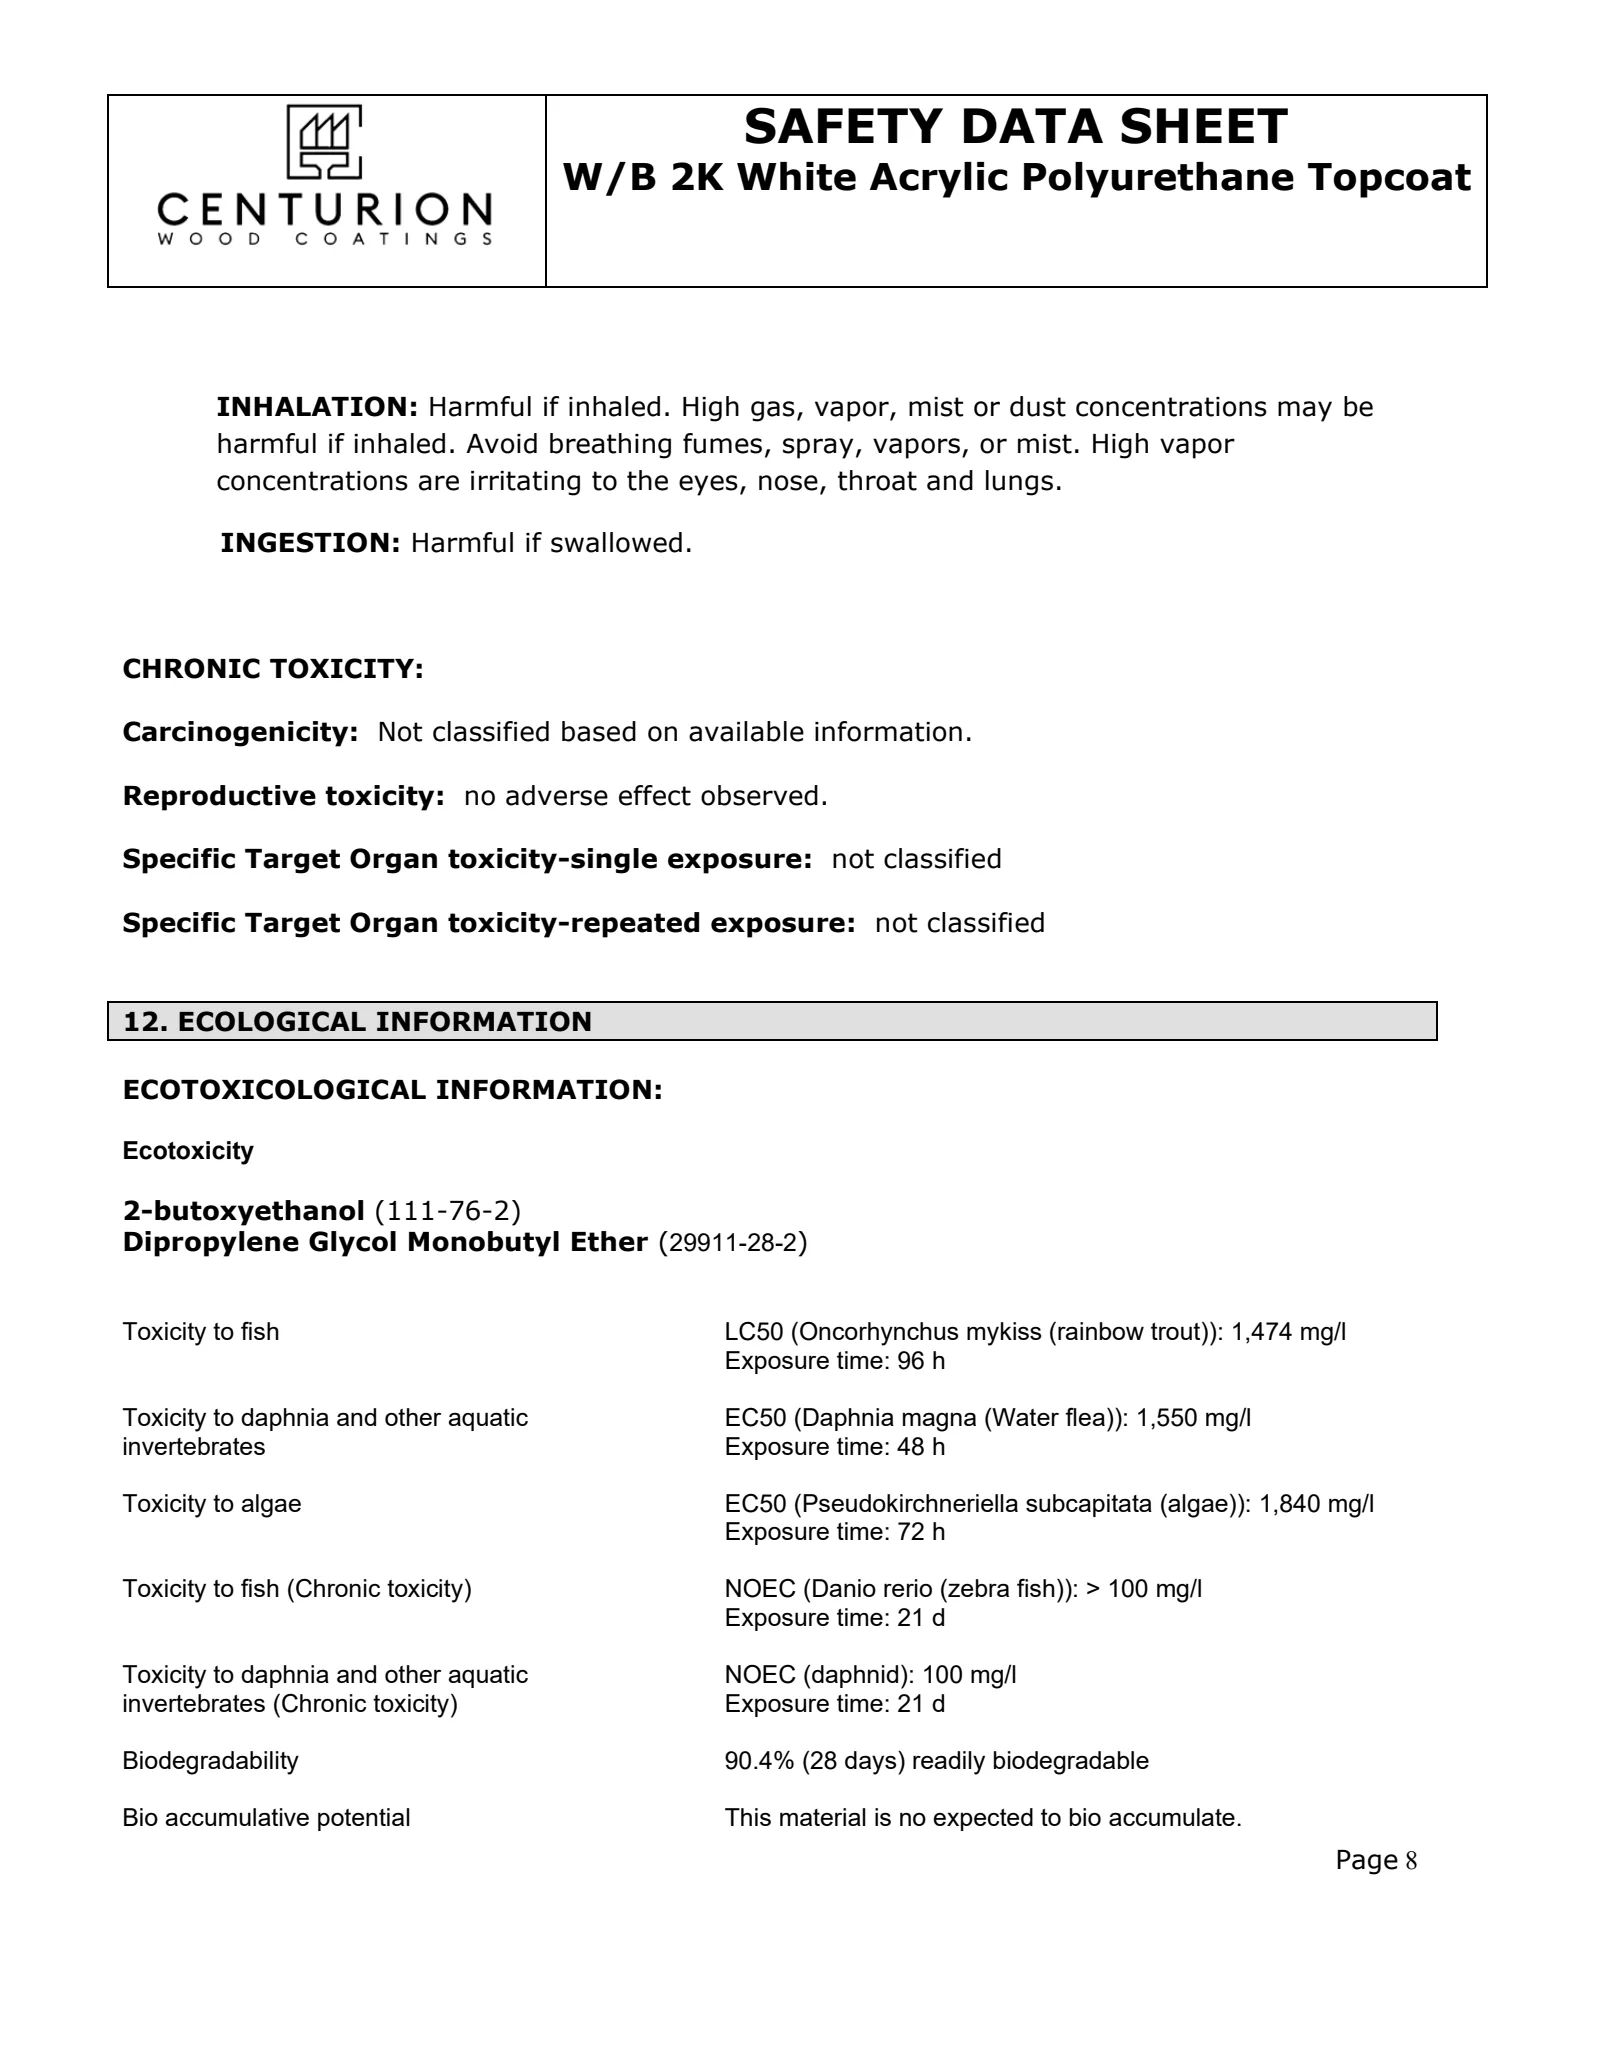 CENTURION
WOOD COATINGS
SAFETY DATA SHEET
W/B 2K White Acrylic Polyurethane Topcoat
INHALATION: Harmful if inhaled. High gas, vapor, mist or dust concentrations may be
harmful if inhaled. Avoid breathing fumes, spray, vapors, or mist. High vapor
concentrations are irritating to the eyes, nose, throat and lungs.
INGESTION: Harmful if swallowed.
CHRONIC TOXICITY:
Carcinogenicity: Not classified based on available information.
Reproductive toxicity: no adverse effect observed.
Specific Target Organ toxicity-single exposure: not classified
Specific Target Organ toxicity-repeated exposure: not classified
12. ECOLOGICAL INFORMATION
ECOTOXICOLOGICAL INFORMATION:
Ecotoxicity
2-butoxyethanol (111-76-2)
Dipropylene Glycol Monobutyl Ether (29911-28-2)
Toxicity to fish
LC50 (Oncorhynchus mykiss (rainbow trout)): 1,474 mg/l
Exposure time: 96 h
Toxicity to daphnia and other aquatic
invertebrates
EC50 (Daphnia magna (Water flea)): 1,550 mg/l
Exposure time: 48 h
Toxicity to algae
EC50 (Pseudokirchneriella subcapitata (algae)): 1,840 mg/l
Exposure time: 72 h
Toxicity to fish (Chronic toxicity)
NOEC (Danio rerio (zebra fish)): > 100 mg/l
Exposure time: 21 d
Toxicity to daphnia and other aquatic
invertebrates (Chronic toxicity)
NOEC (daphnid): 100 mg/l
Exposure time: 21 d
Biodegradability
90.4% (28 days) readily biodegradable
Bio accumulative potential
This material is no expected to bio accumulate.
Page 8